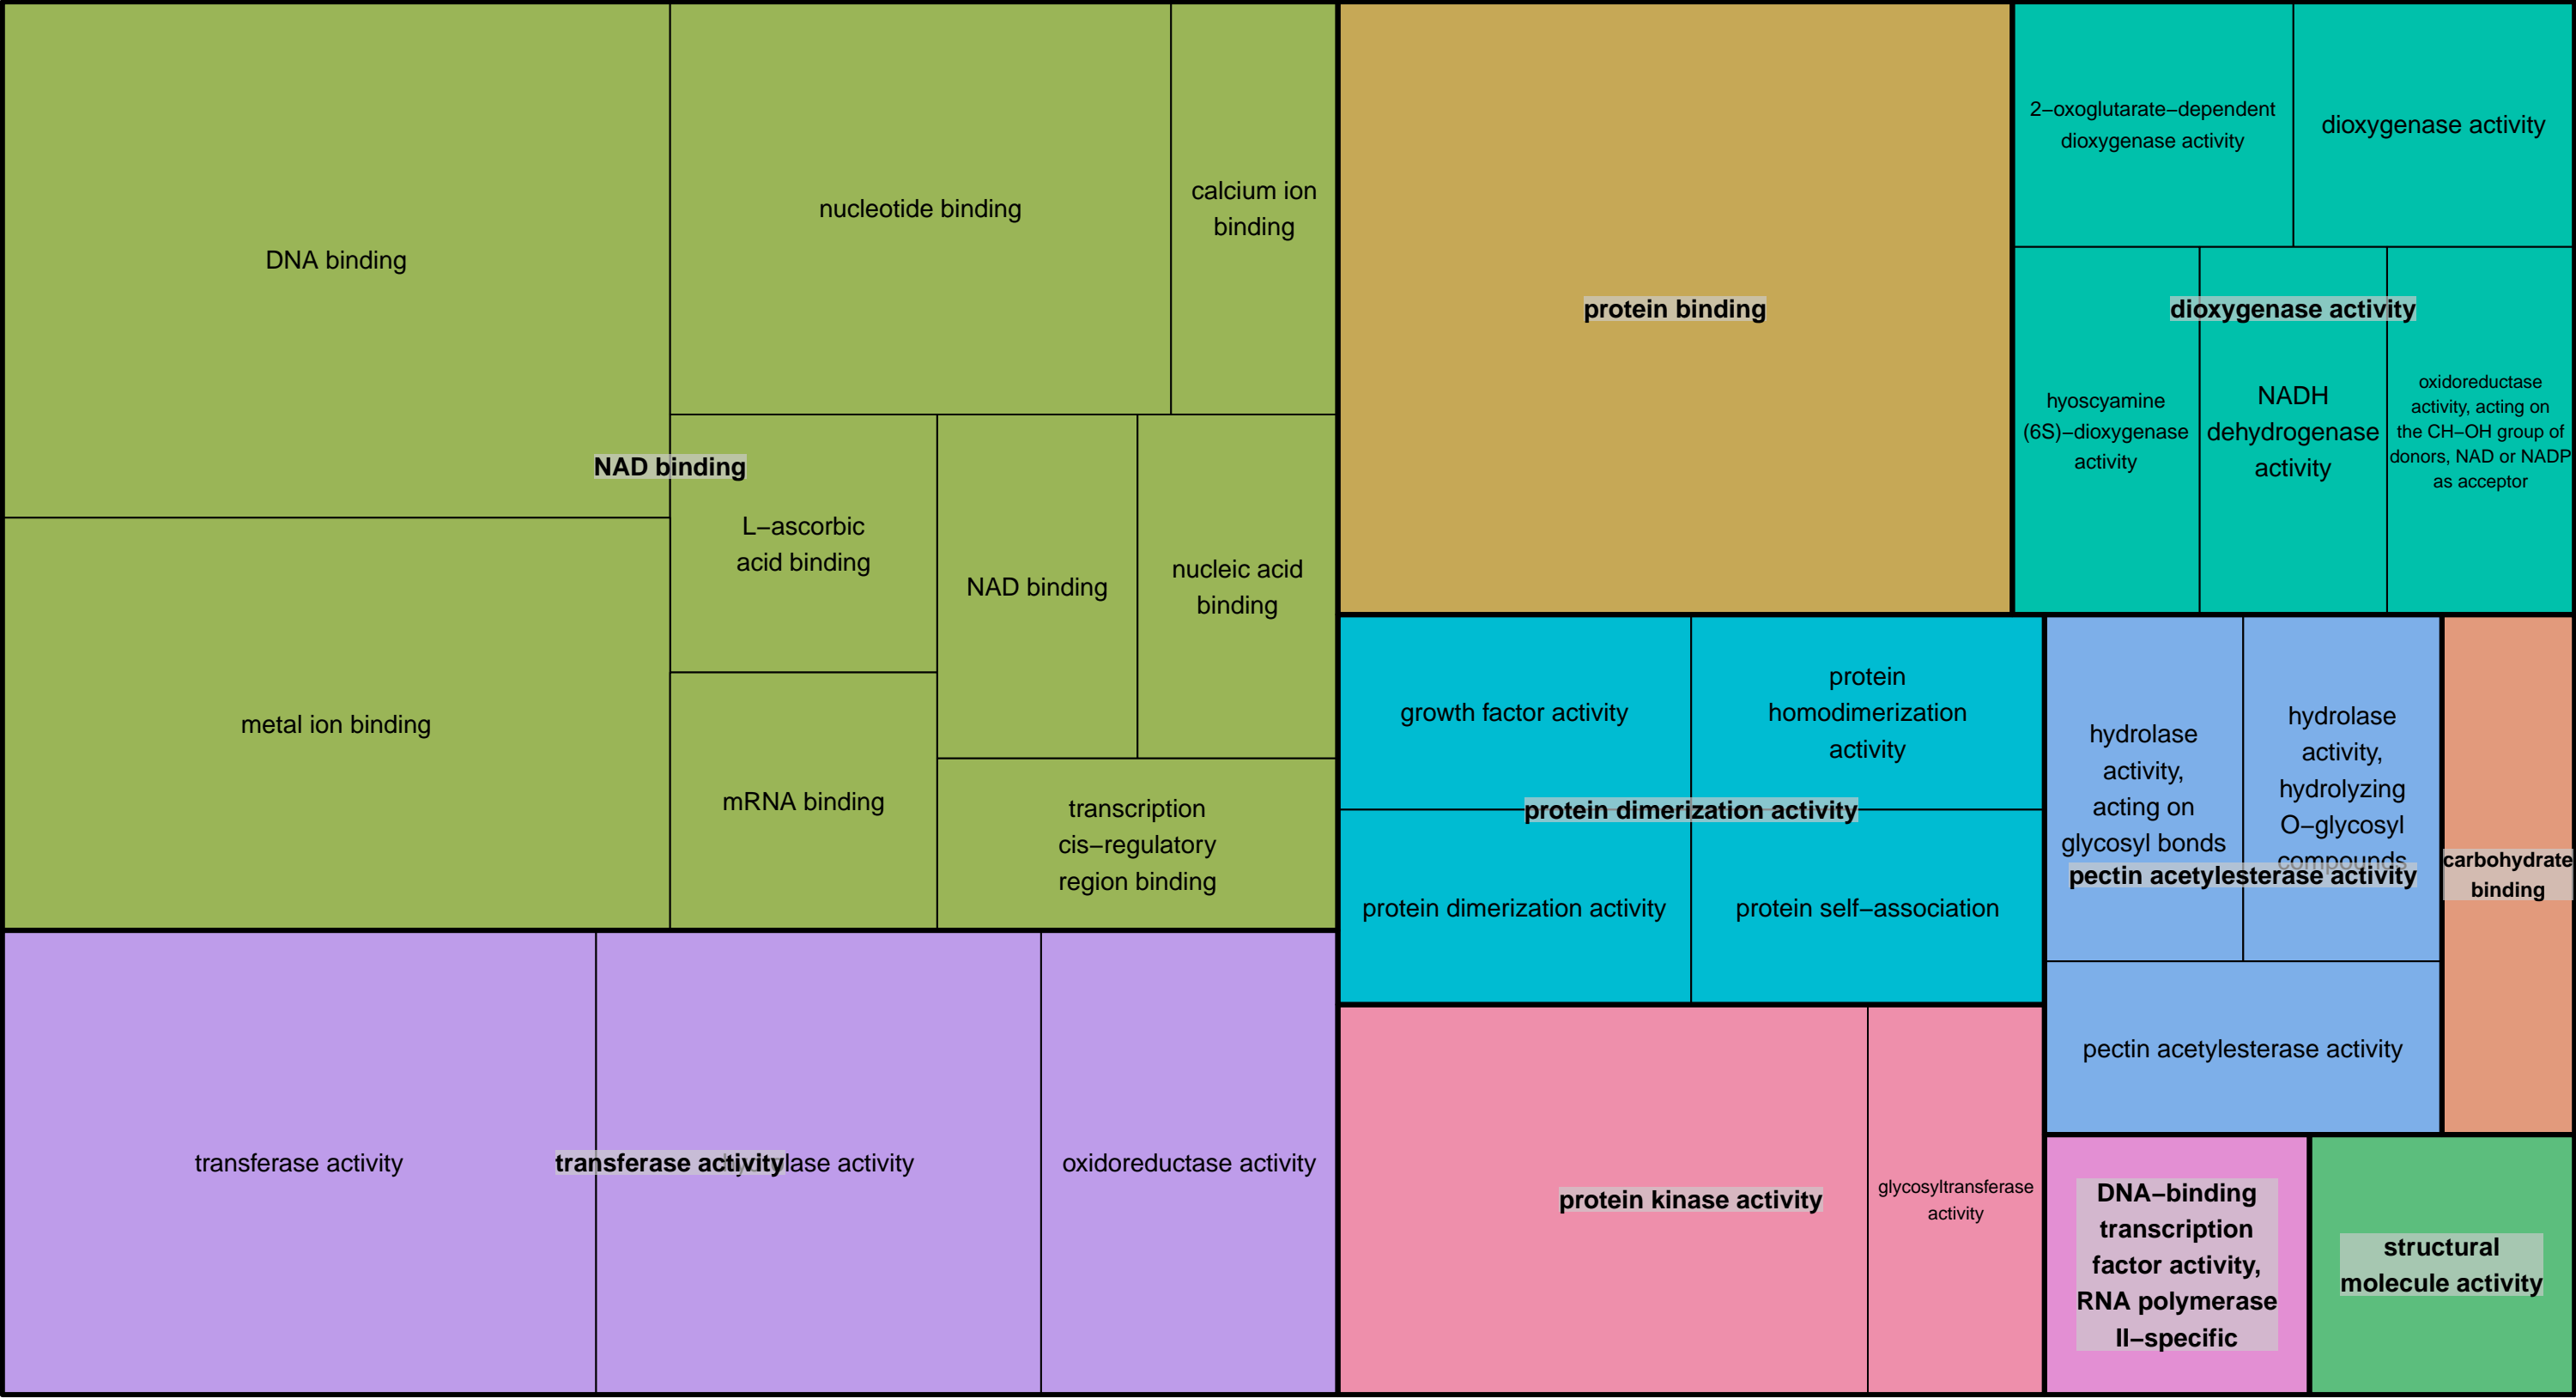 DNA binding
nucleotide binding
calcium ion
binding
NAD binding
L−ascorbic
acid binding
NAD binding
nucleic acid
binding
metal ion binding
mRNA binding
transcription
cis−regulatory
region binding
transferase activity
transferase activity
activity
oxidoreductase activity
protein binding
2−oxoglutarate−dependent
dioxygenase activity
dioxygenase activity
dioxygenase activity
hyoscyamine
(6S)−dioxygenase
activity
NADH
dehydrogenase
activity
oxidoreductase
activity, acting on
the CH−OH group of
donors, NAD or NADP
as acceptor
growth factor activity
protein
homodimerization
activity
protein dimerization activity
protein dimerization activity
protein self−association
hydrolase
activity,
acting on
glycosyl bonds
hydrolase
activity,
hydrolyzing
O−glycosyl
compounds
pectin acetylesterase activity
pectin acetylesterase activity
carbohydrate
binding
protein kinase activity
glycosyltransferase
activity
DNA−binding
transcription
factor activity,
RNA polymerase
II−specific
structural
molecule activity